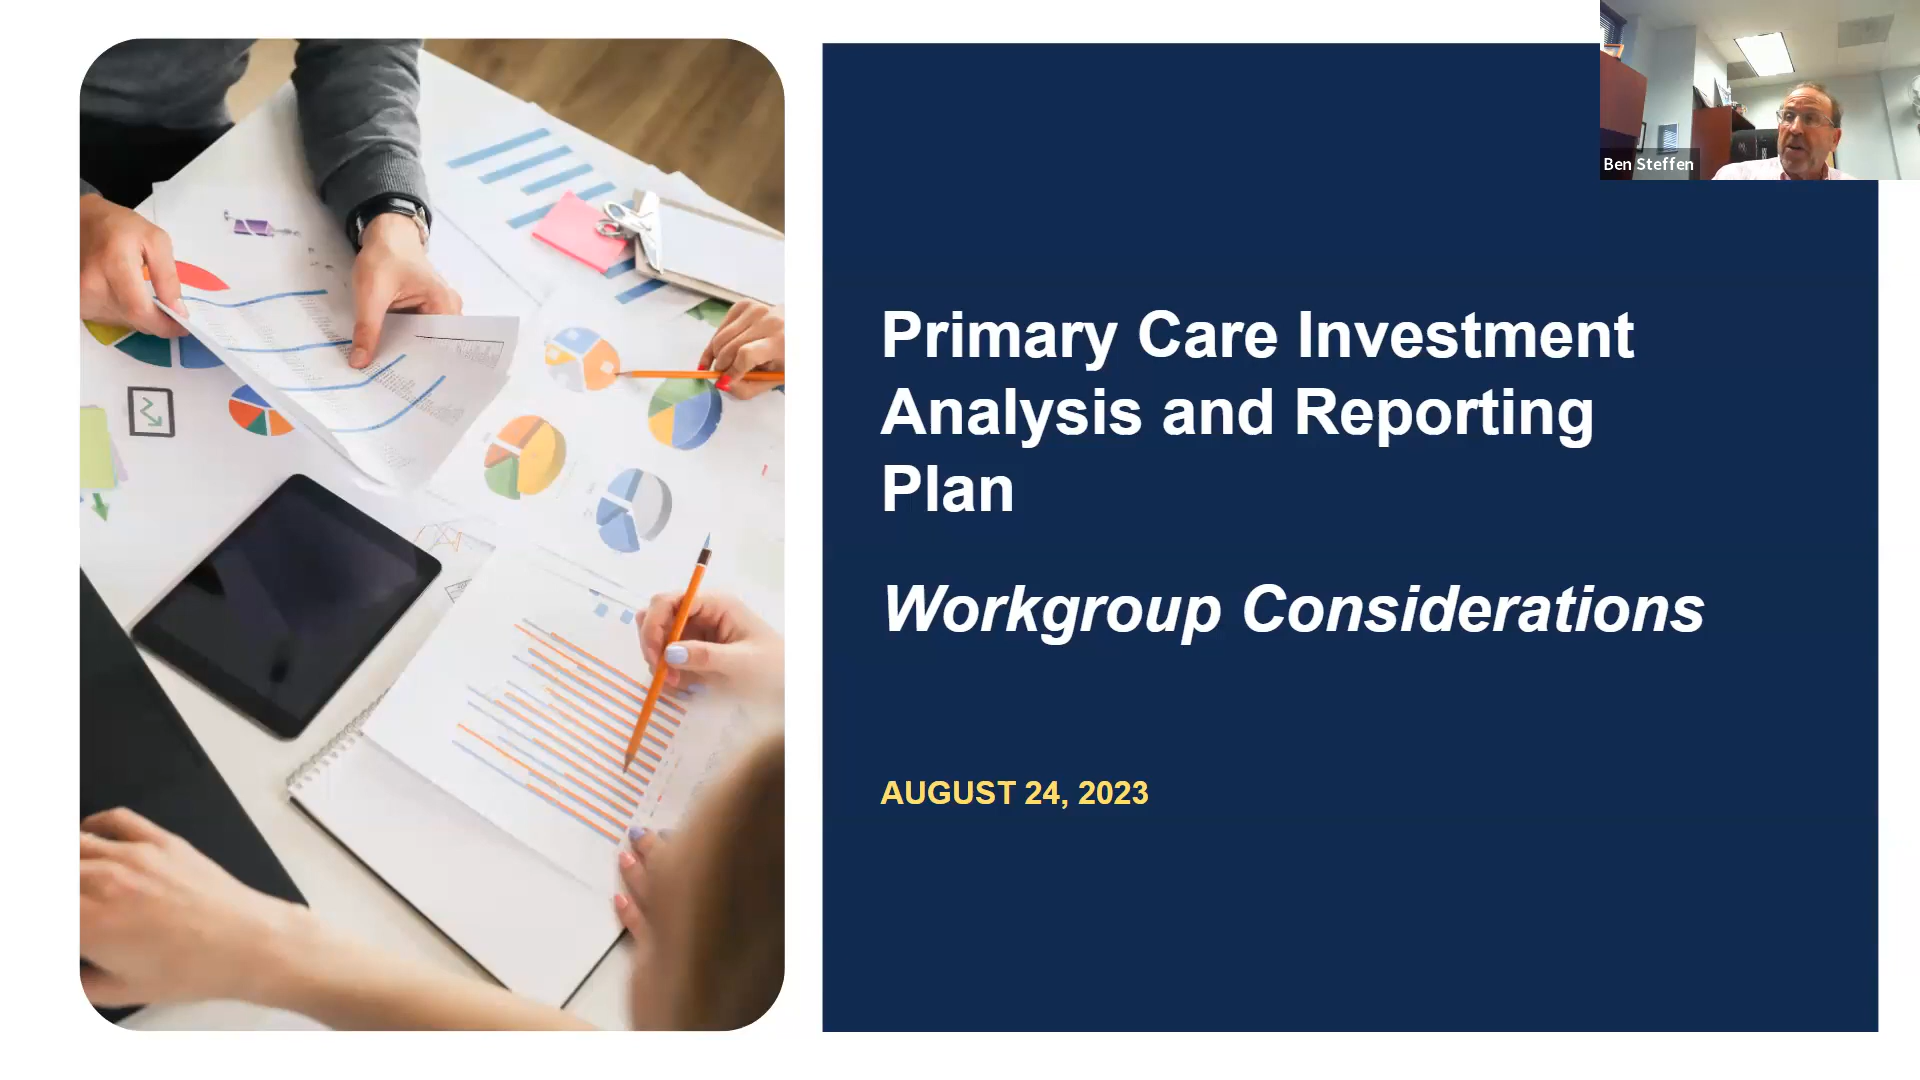 Ben Steffen
Primary Care Investment
Analysis and Reporting
Plan
Workgroup Considerations
AUGUST 24, 2023